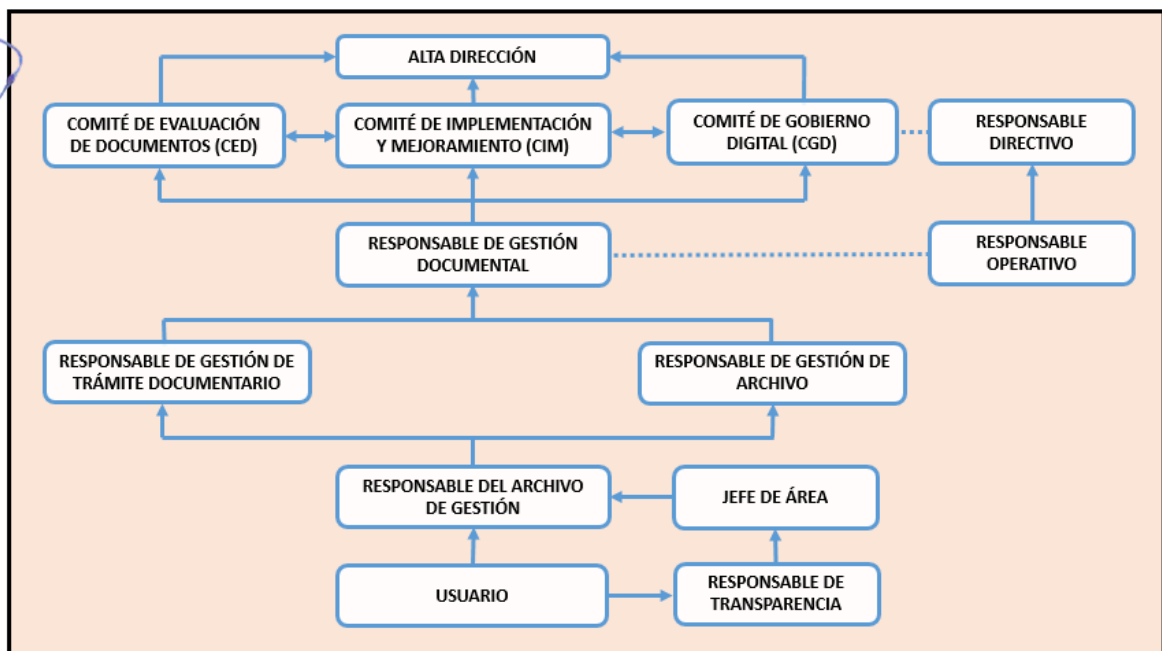 ALTA DIRECCIÓN
COMITÉ DE EVALUACIÓN
DE DOCUMENTOS (CED)
COMITÉ DE IMPLEMENTACIÓN
Y MEJORAMIENTO (CIM)
COMITÉ DE GOBIERNO
DIGITAL (CGD)
RESPONSABLE
DIRECTIVO
RESPONSABLE DE GESTIÓN
DOCUMENTAL
RESPONSABLE
OPERATIVO
RESPONSABLE DE GESTIÓN DE
TRÁMITE DOCUMENTARIO
RESPONSABLE DE GESTIÓN DE
ARCHIVO
RESPONSABLE DEL ARCHIVO
DE GESTIÓN
JEFE DE ÁREA
USUARIO
RESPONSABLE DE
TRANSPARENCIA